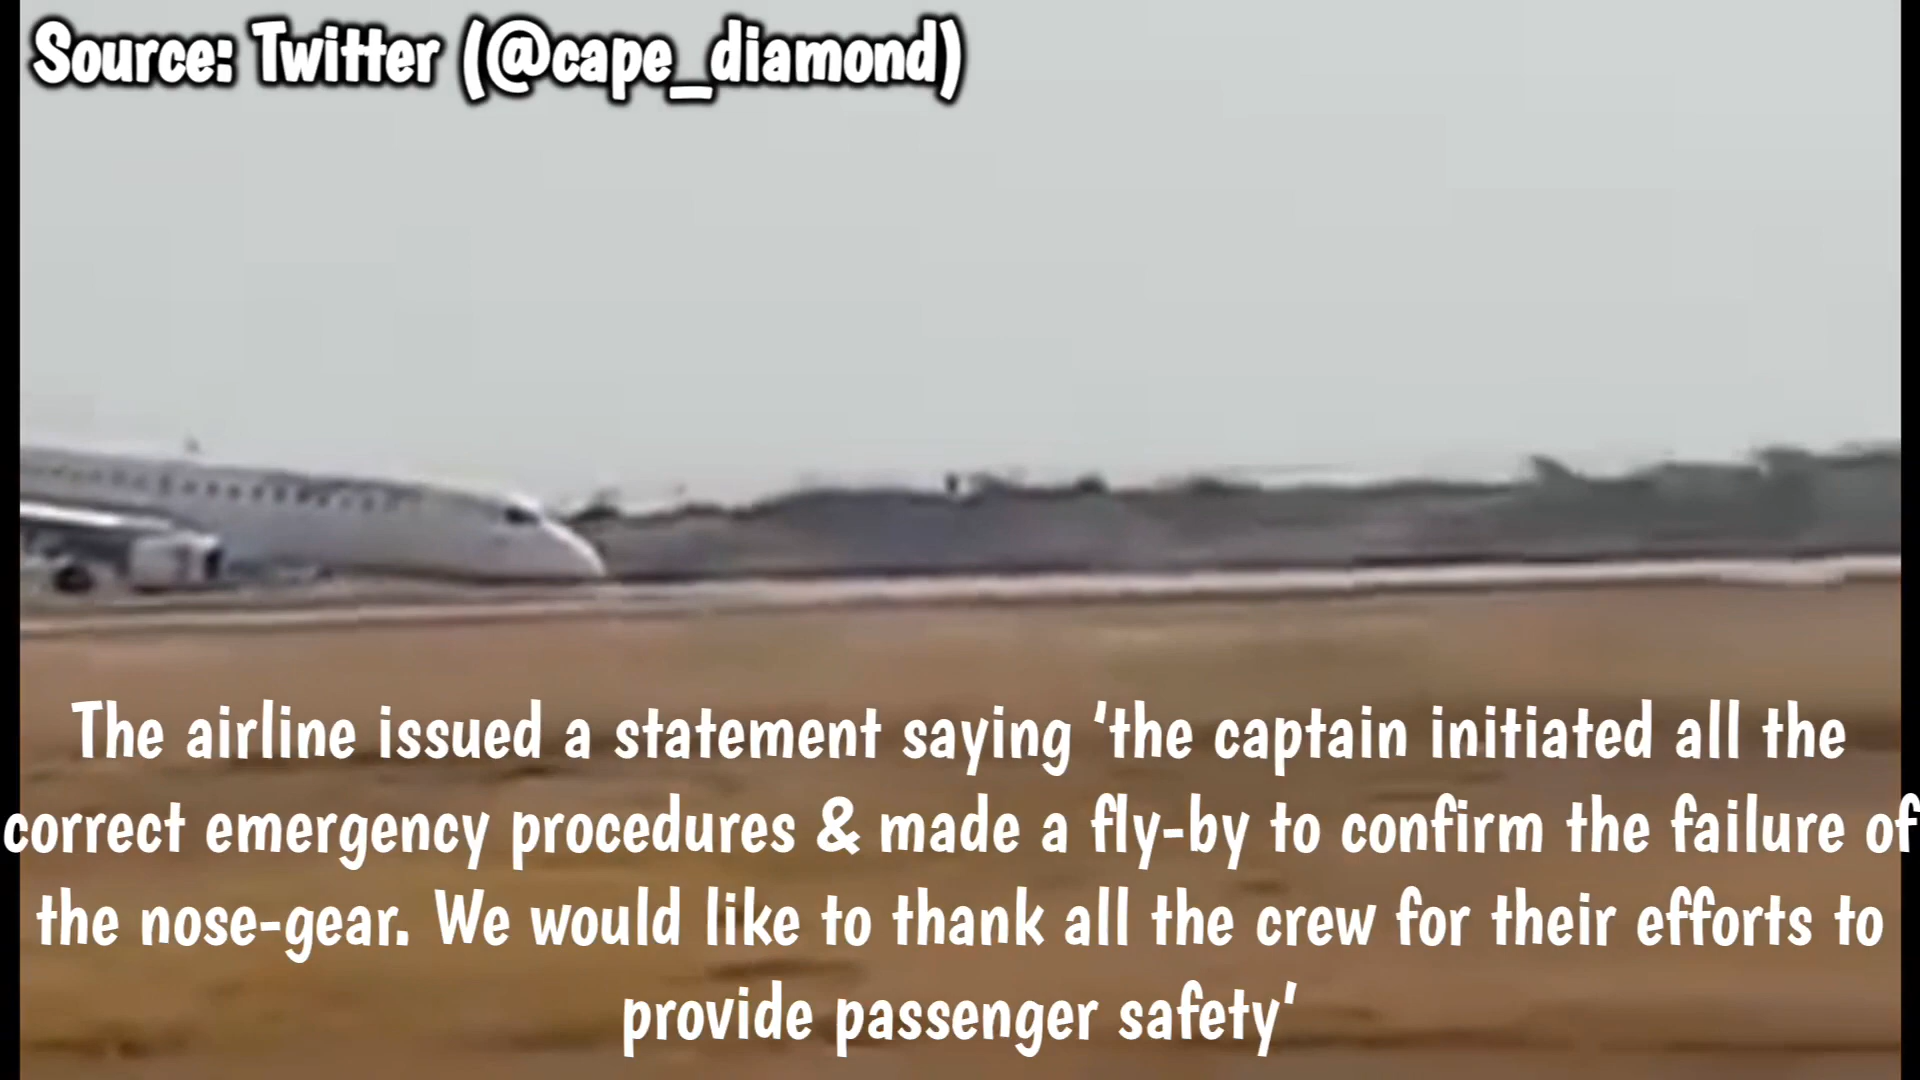 Source: Twitter (@cape_diamond)
The airline issued a statement saying ‘the captain initiated all the
correct emergency procedures & made a fly-by to confirm the failure of
the nose-gear. We would like to thank all the crew for their efforts to
provide passenger safety’